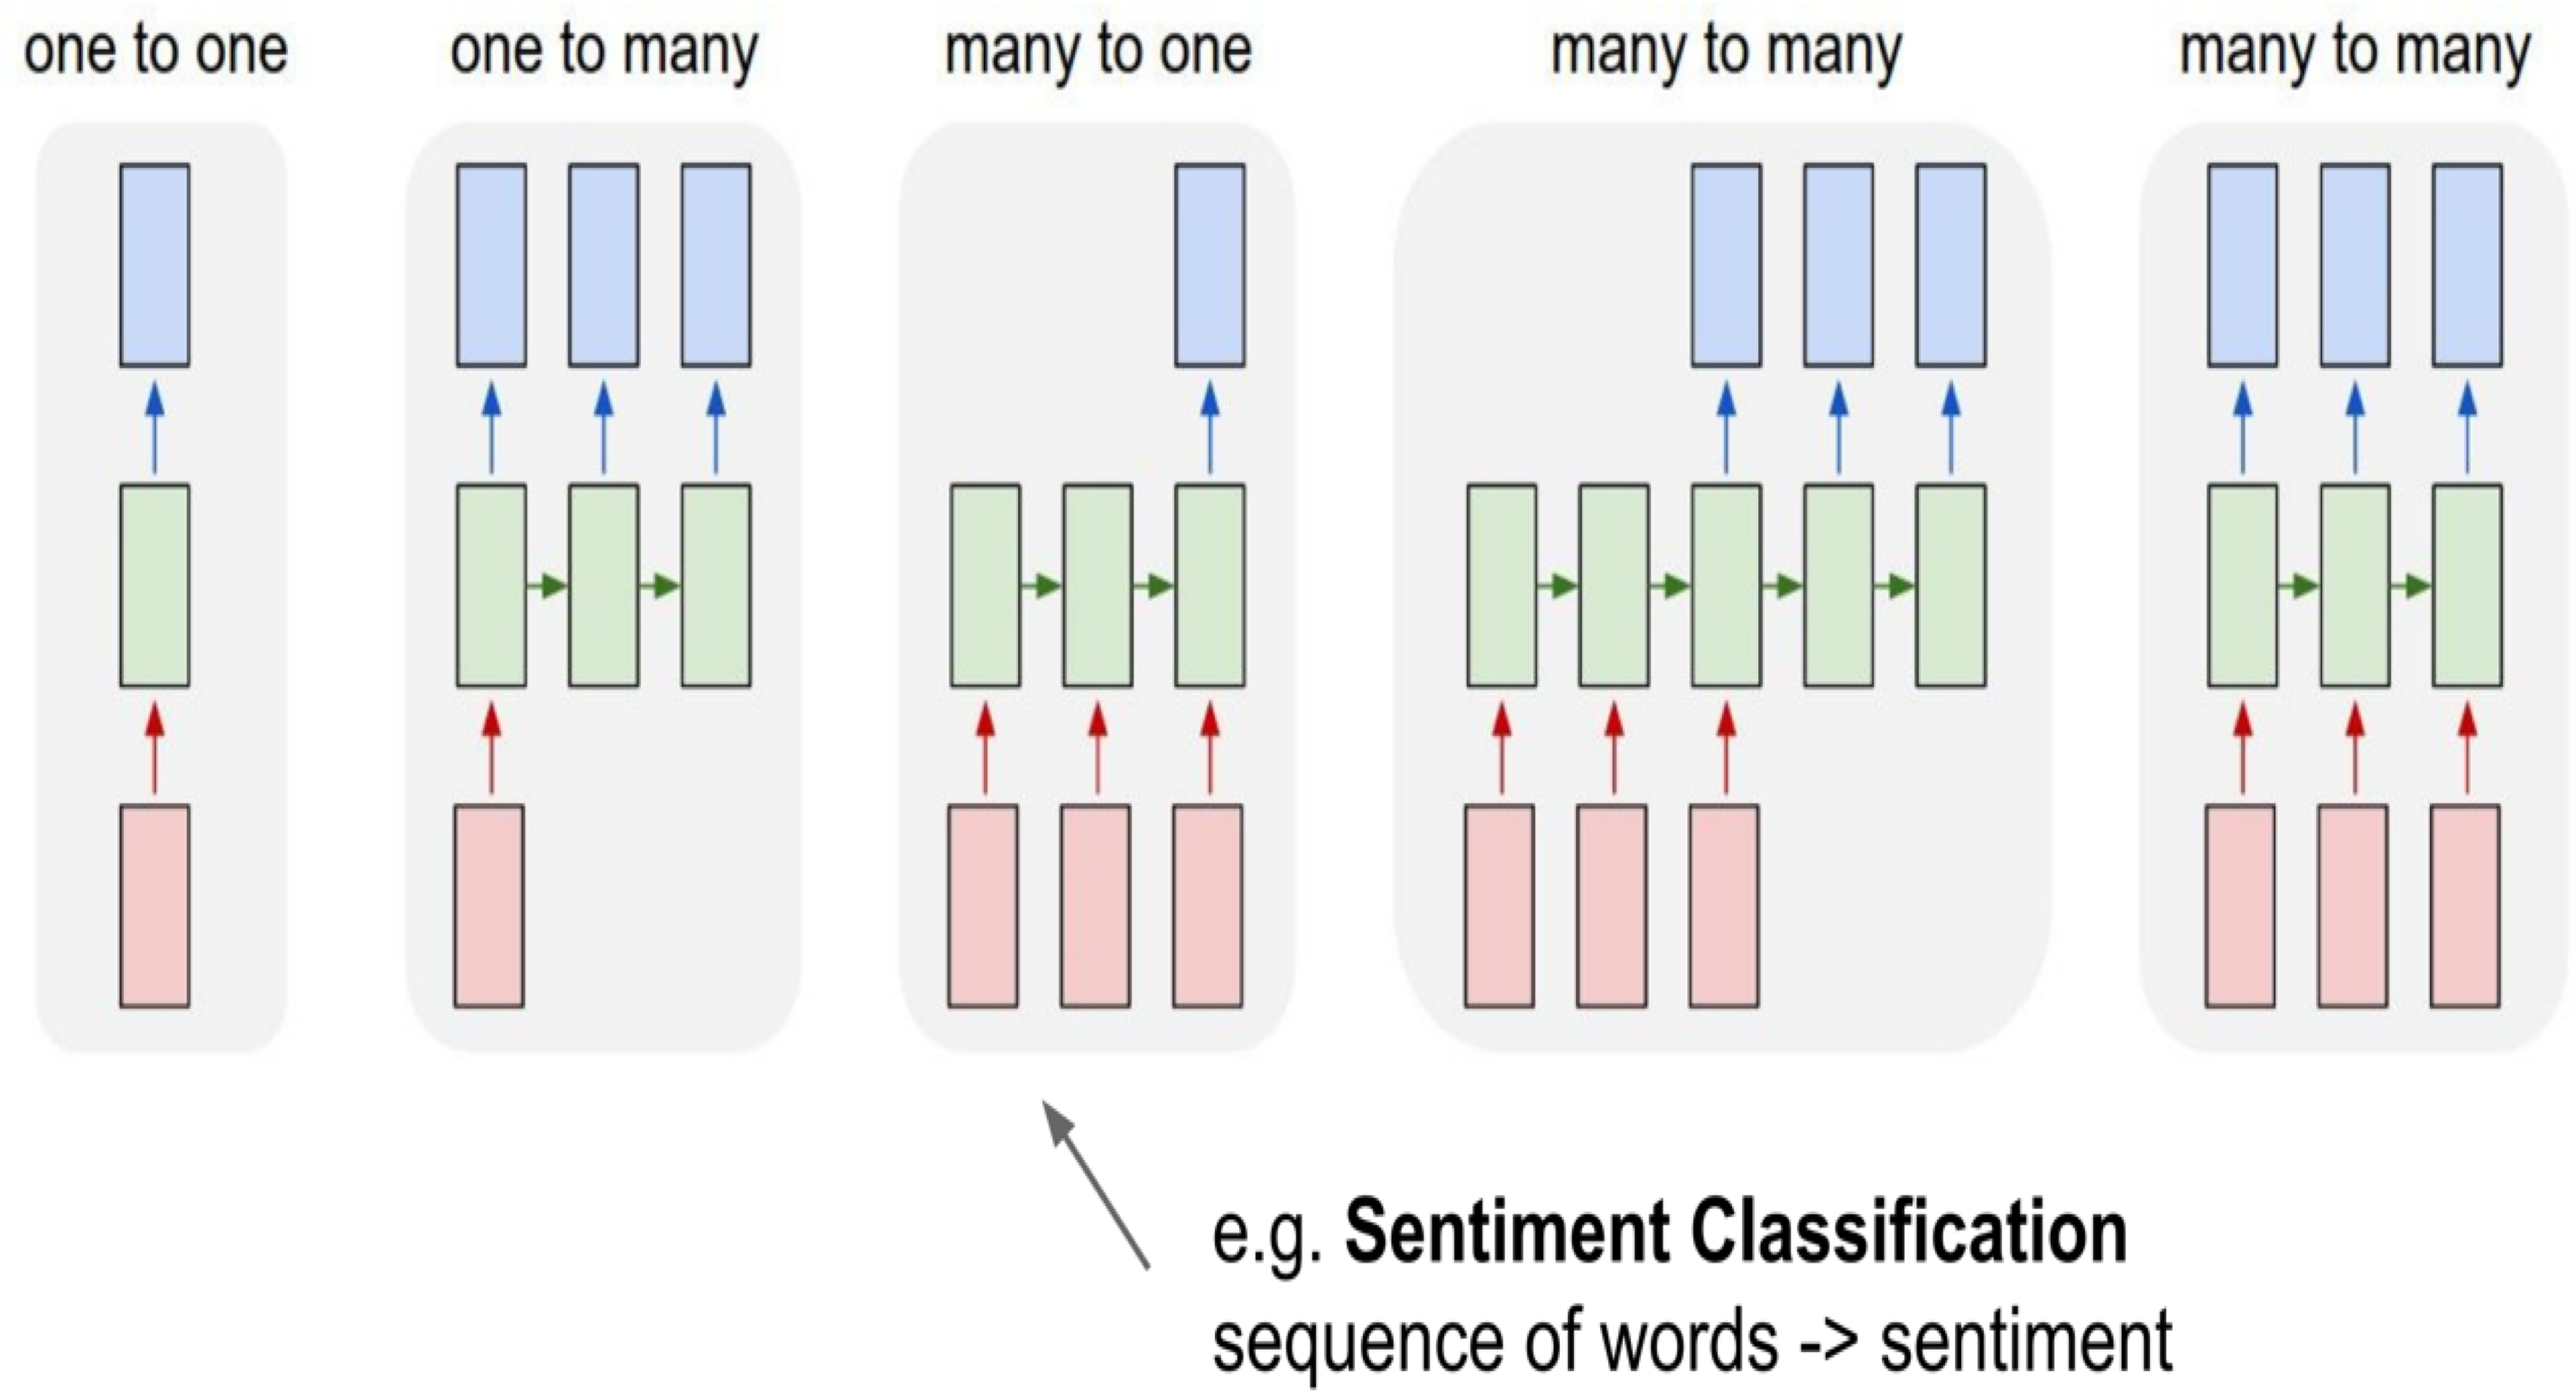 one to one
one to many
many to one
many to many
many to many
e.g. Sentiment Classification
sequence of words -> sentiment